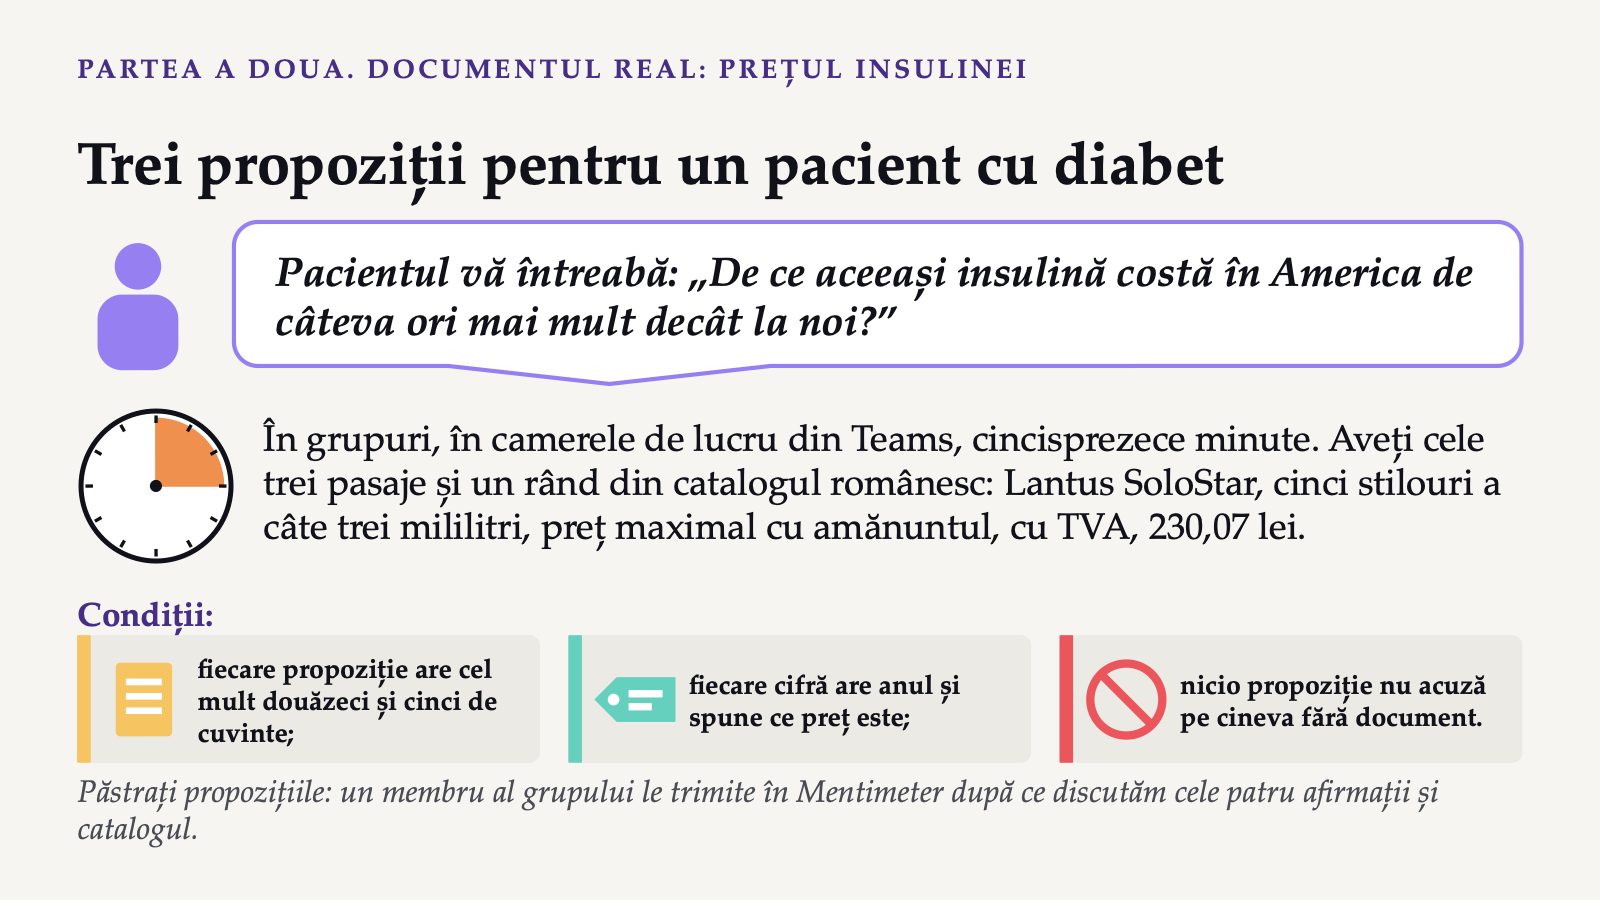 PARTEA A DOUA. DOCUMENTUL REAL: PREȚUL INSULINEI
Trei propoziții pentru un pacient cu diabet
Pacientul vă întreabă: „De ce aceeași insulină costă în America de
câteva ori mai mult decât la noi?”
În grupuri, în camerele de lucru din Teams, cincisprezece minute. Aveți cele
trei pasaje și un rând din catalogul românesc: Lantus SoloStar, cinci stilouri a
câte trei mililitri, preț maximal cu amănuntul, cu TVA, 230,07 lei.
Condiții:
fiecare propoziție are cel
mult douăzeci și cinci de
cuvinte;
fiecare cifră are anul și
spune ce preț este;
nicio propoziție nu acuză
pe cineva fără document.
Păstrați propozițiile: un membru al grupului le trimite în Mentimeter după ce discutăm cele patru afirmații și
catalogul.